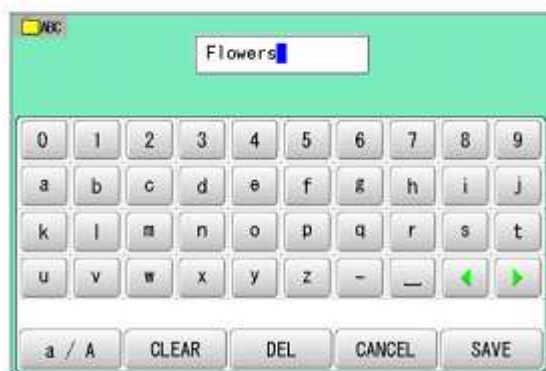 ABC
Flowers
0 1 2 3 4 5 6 7 8 9
a b c d e f g h i j
k l m n o p q r s t
u v w x y z - _
a / A CLEAR DEL CANCEL SAVE